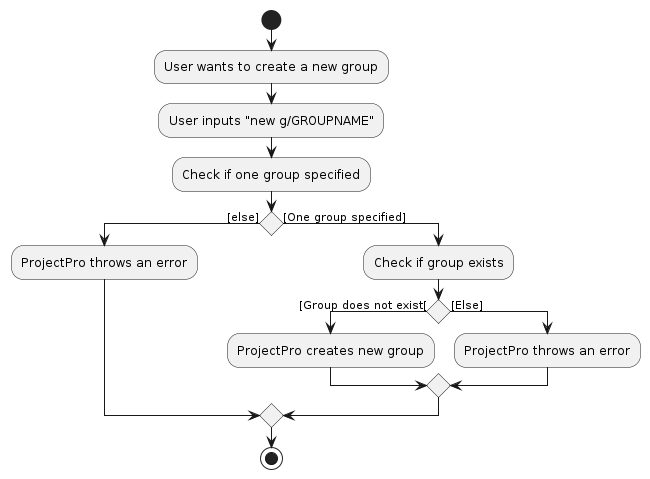 User wants to create a new group
User inputs "new g/GROUPNAME"
Check if one group specified
[else]
[One group specified]
ProjectPro throws an error
Check if group exists
[Group does not exist[
[Else]
ProjectPro creates new group
ProjectPro throws an error